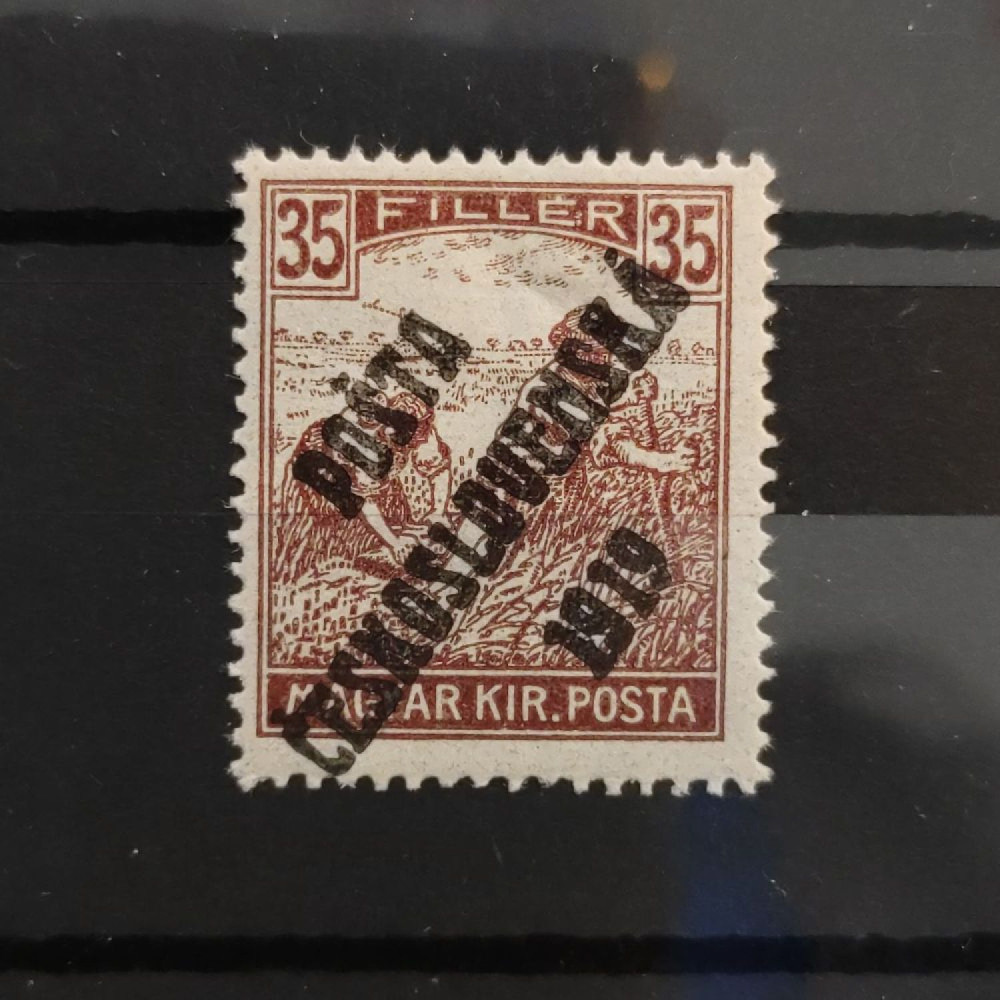 35 FILLÉR 35
POŠTA
ČESKOSLOVENSKÁ
1919
MAGYAR KIR. POSTA